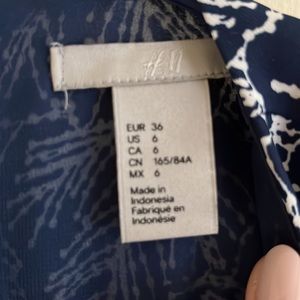 H&M
EUR 36
US 6
CA 6
CN 165/84A
MX 6
Made in
Indonesia
Fabriqué en
Indonésie